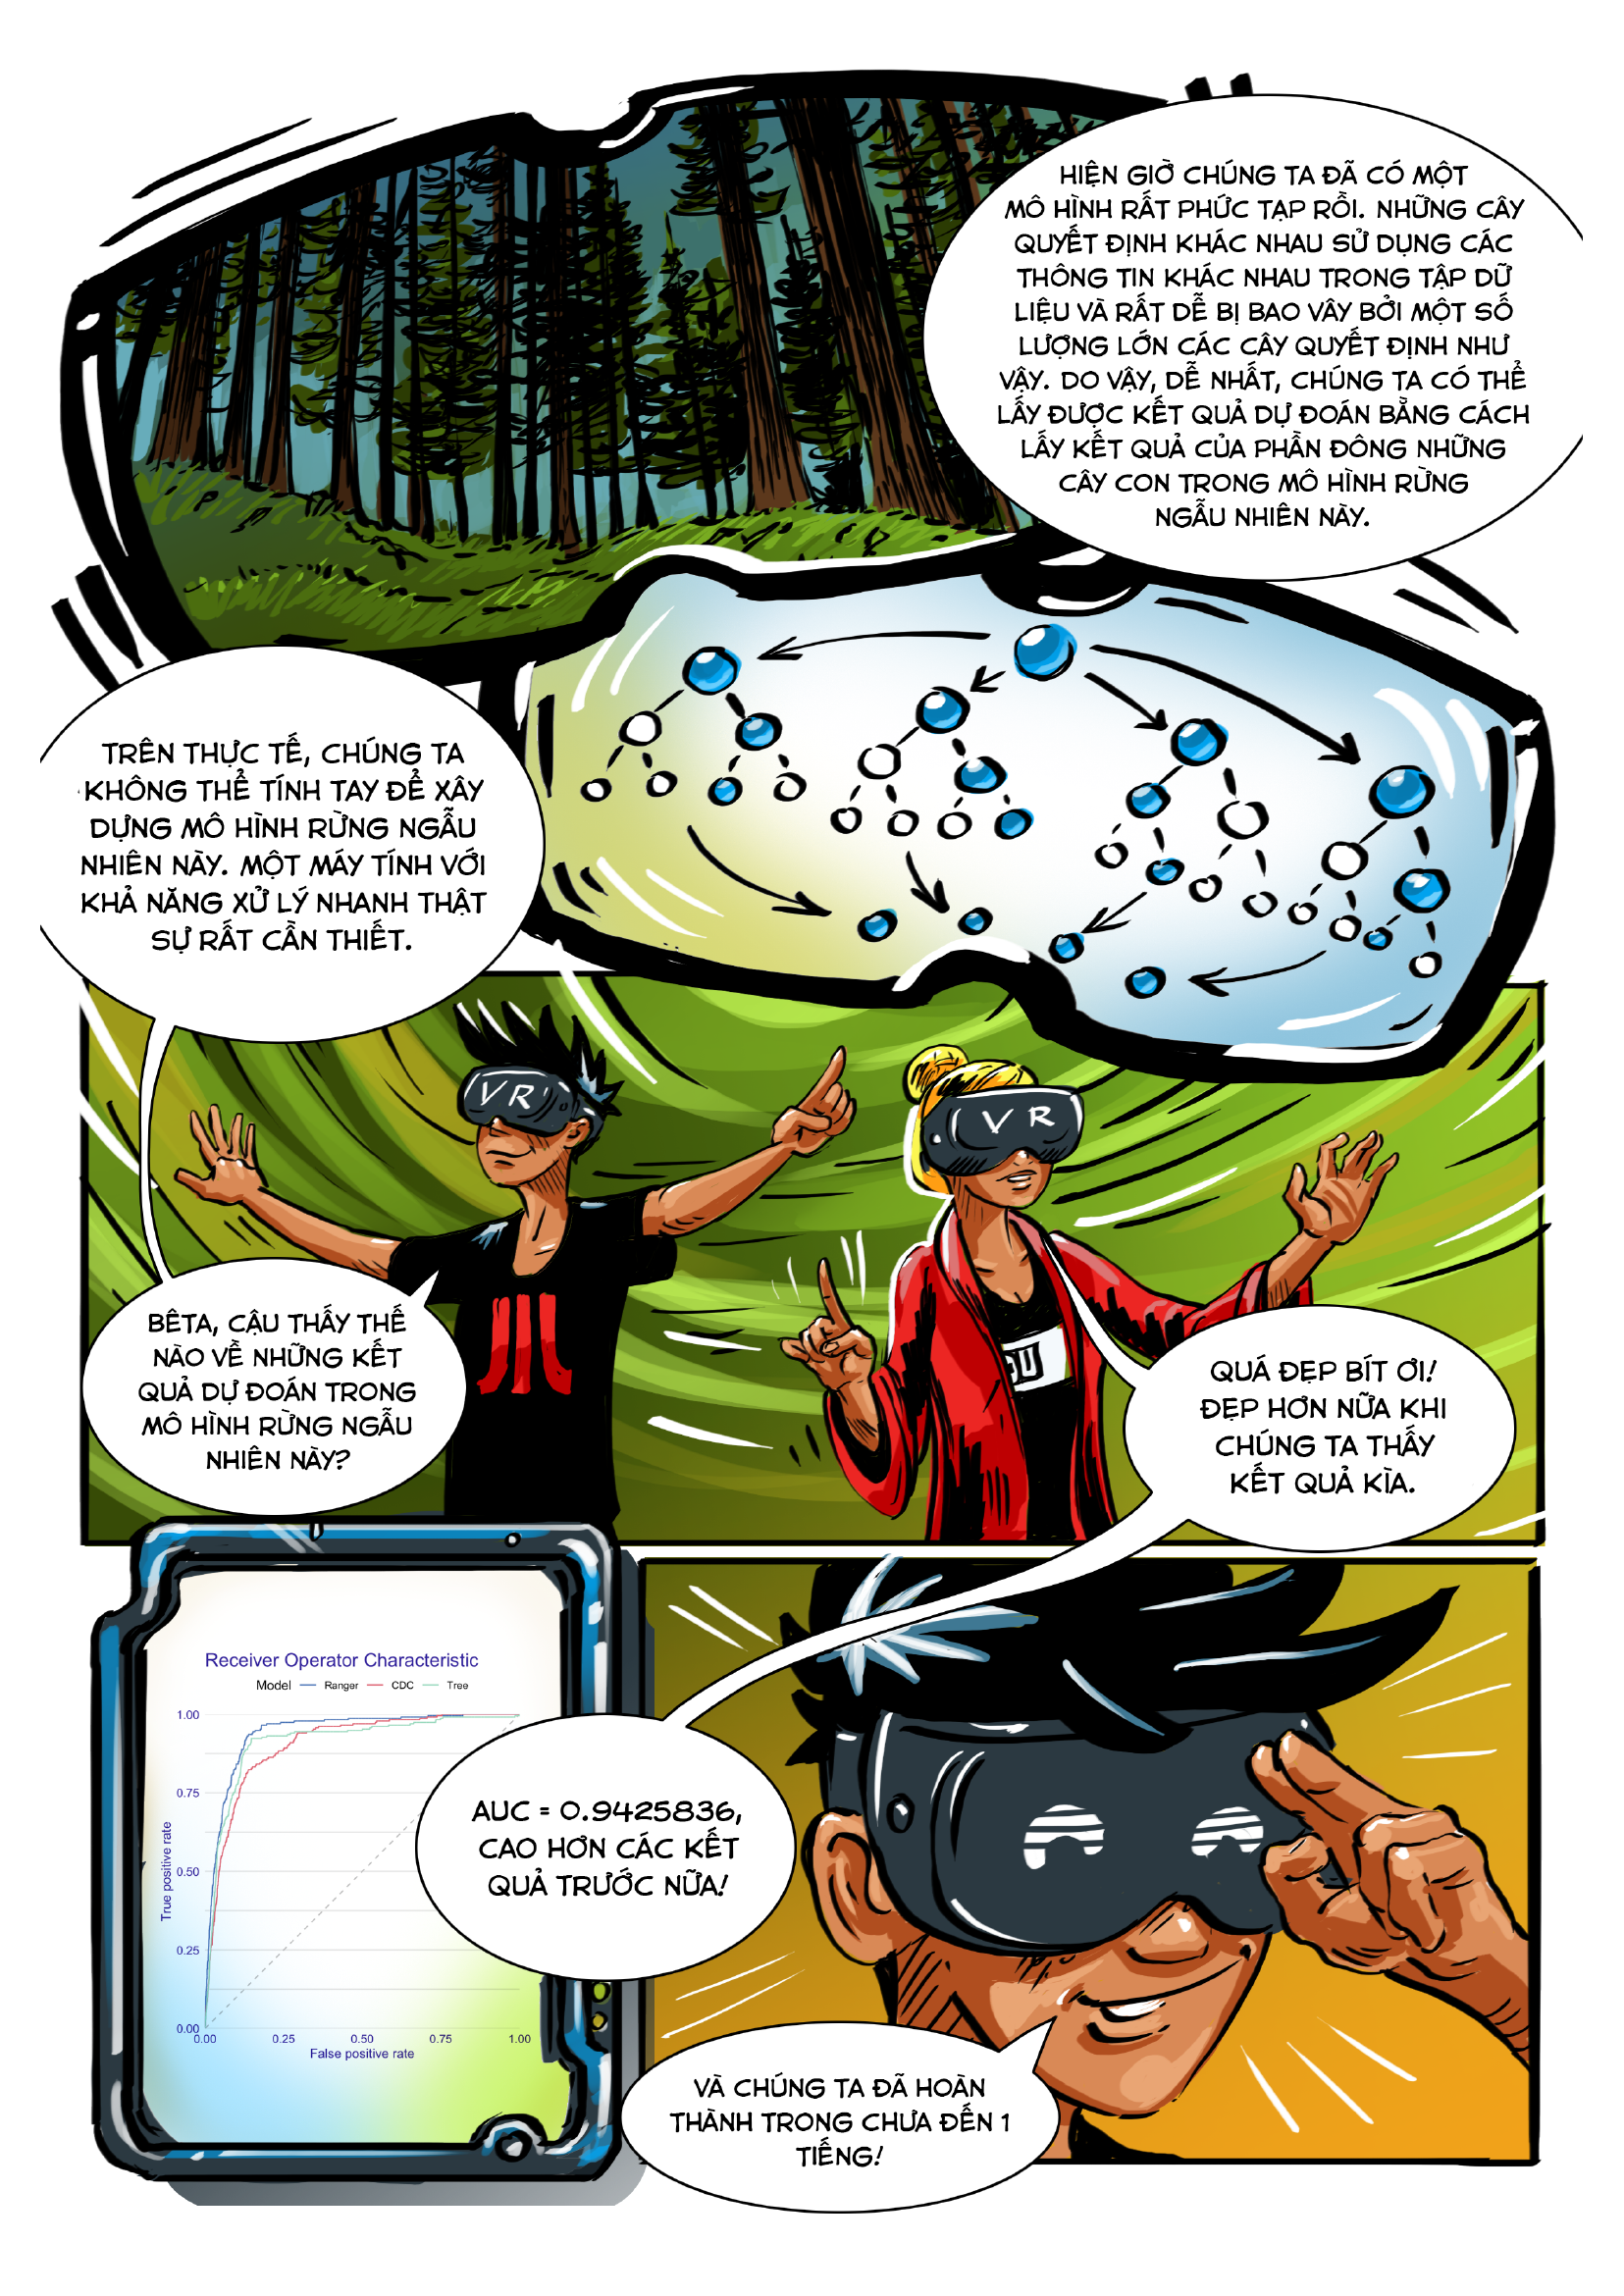 HIỆN GIỜ CHÚNG TA ĐÃ CÓ MỘT
MÔ HÌNH RẤT PHỨC TẠP RỒI. NHỮNG CÂY
QUYẾT ĐỊNH KHÁC NHAU SỬ DỤNG CÁC
THÔNG TIN KHÁC NHAU TRONG TẬP DỮ
LIỆU VÀ RẤT DỄ BỊ BAO VÂY BỞI MỘT SỐ
LƯỢNG LỚN CÁC CÂY QUYẾT ĐỊNH NHƯ
VẬY. DO VẬY, DỄ NHẤT, CHÚNG TA CÓ THỂ
LẤY ĐƯỢC KẾT QUẢ DỰ ĐOÁN BẰNG CÁCH
LẤY KẾT QUẢ CỦA PHẦN ĐÔNG NHỮNG
CÂY CON TRONG MÔ HÌNH RỪNG
NGẪU NHIÊN NÀY.
TRÊN THỰC TẾ, CHÚNG TA
KHÔNG THỂ TÍNH TAY ĐỂ XÂY
DỰNG MÔ HÌNH RỪNG NGẪU
NHIÊN NÀY. MỘT MÁY TÍNH VỚI
KHẢ NĂNG XỬ LÝ NHANH THẬT
SỰ RẤT CẦN THIẾT.
VR
VR
BÊTA, CẬU THẤY THẾ
NÀO VỀ NHỮNG KẾT
QUẢ DỰ ĐOÁN TRONG
MÔ HÌNH RỪNG NGẪU
NHIÊN NÀY?
QUÁ ĐẸP BÍT ƠI!
ĐẸP HƠN NỮA KHI
CHÚNG TA THẤY
KẾT QUẢ KÌA.
Receiver Operator Characteristic
Model Ranger CDC Tree
1.00
0.75
0.50
0.25
0.00
True positive rate
0.00 0.25 0.50 0.75 1.00
False positive rate
AUC = 0.9425836,
CAO HƠN CÁC KẾT
QUẢ TRƯỚC NỮA!
VÀ CHÚNG TA ĐÃ HOÀN
THÀNH TRONG CHƯA ĐẾN 1
TIẾNG!